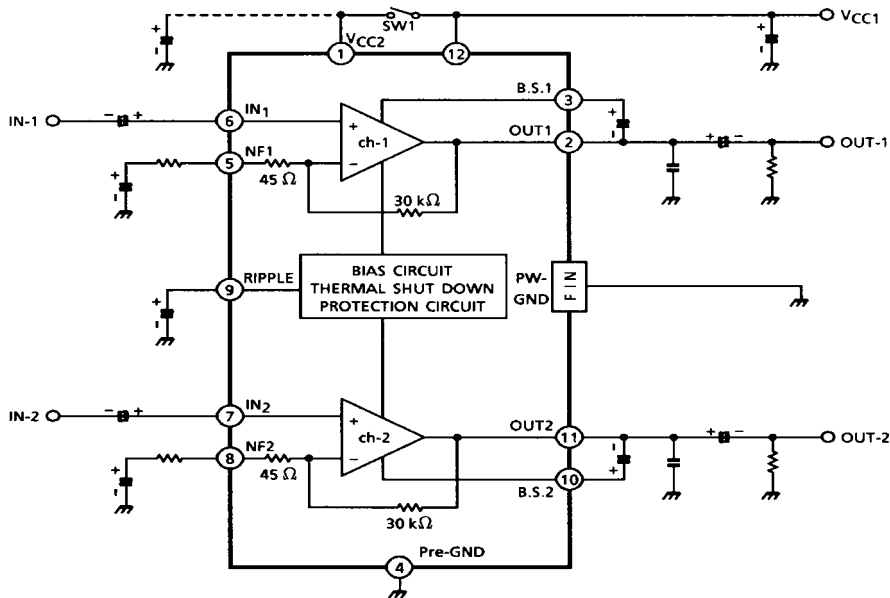 SW1
VCC1
VCC2
1
12
B.S.1
3
IN-1
IN1
6
ch-1
OUT1
2
OUT-1
NF1
5
45 Ω
30 kΩ
RIPPLE
9
BIAS CIRCUIT
THERMAL SHUT DOWN
PROTECTION CIRCUIT
PW-
GND
FIN
IN-2
IN2
7
ch-2
OUT2
11
OUT-2
NF2
8
45 Ω
10
B.S.2
30 kΩ
Pre-GND
4